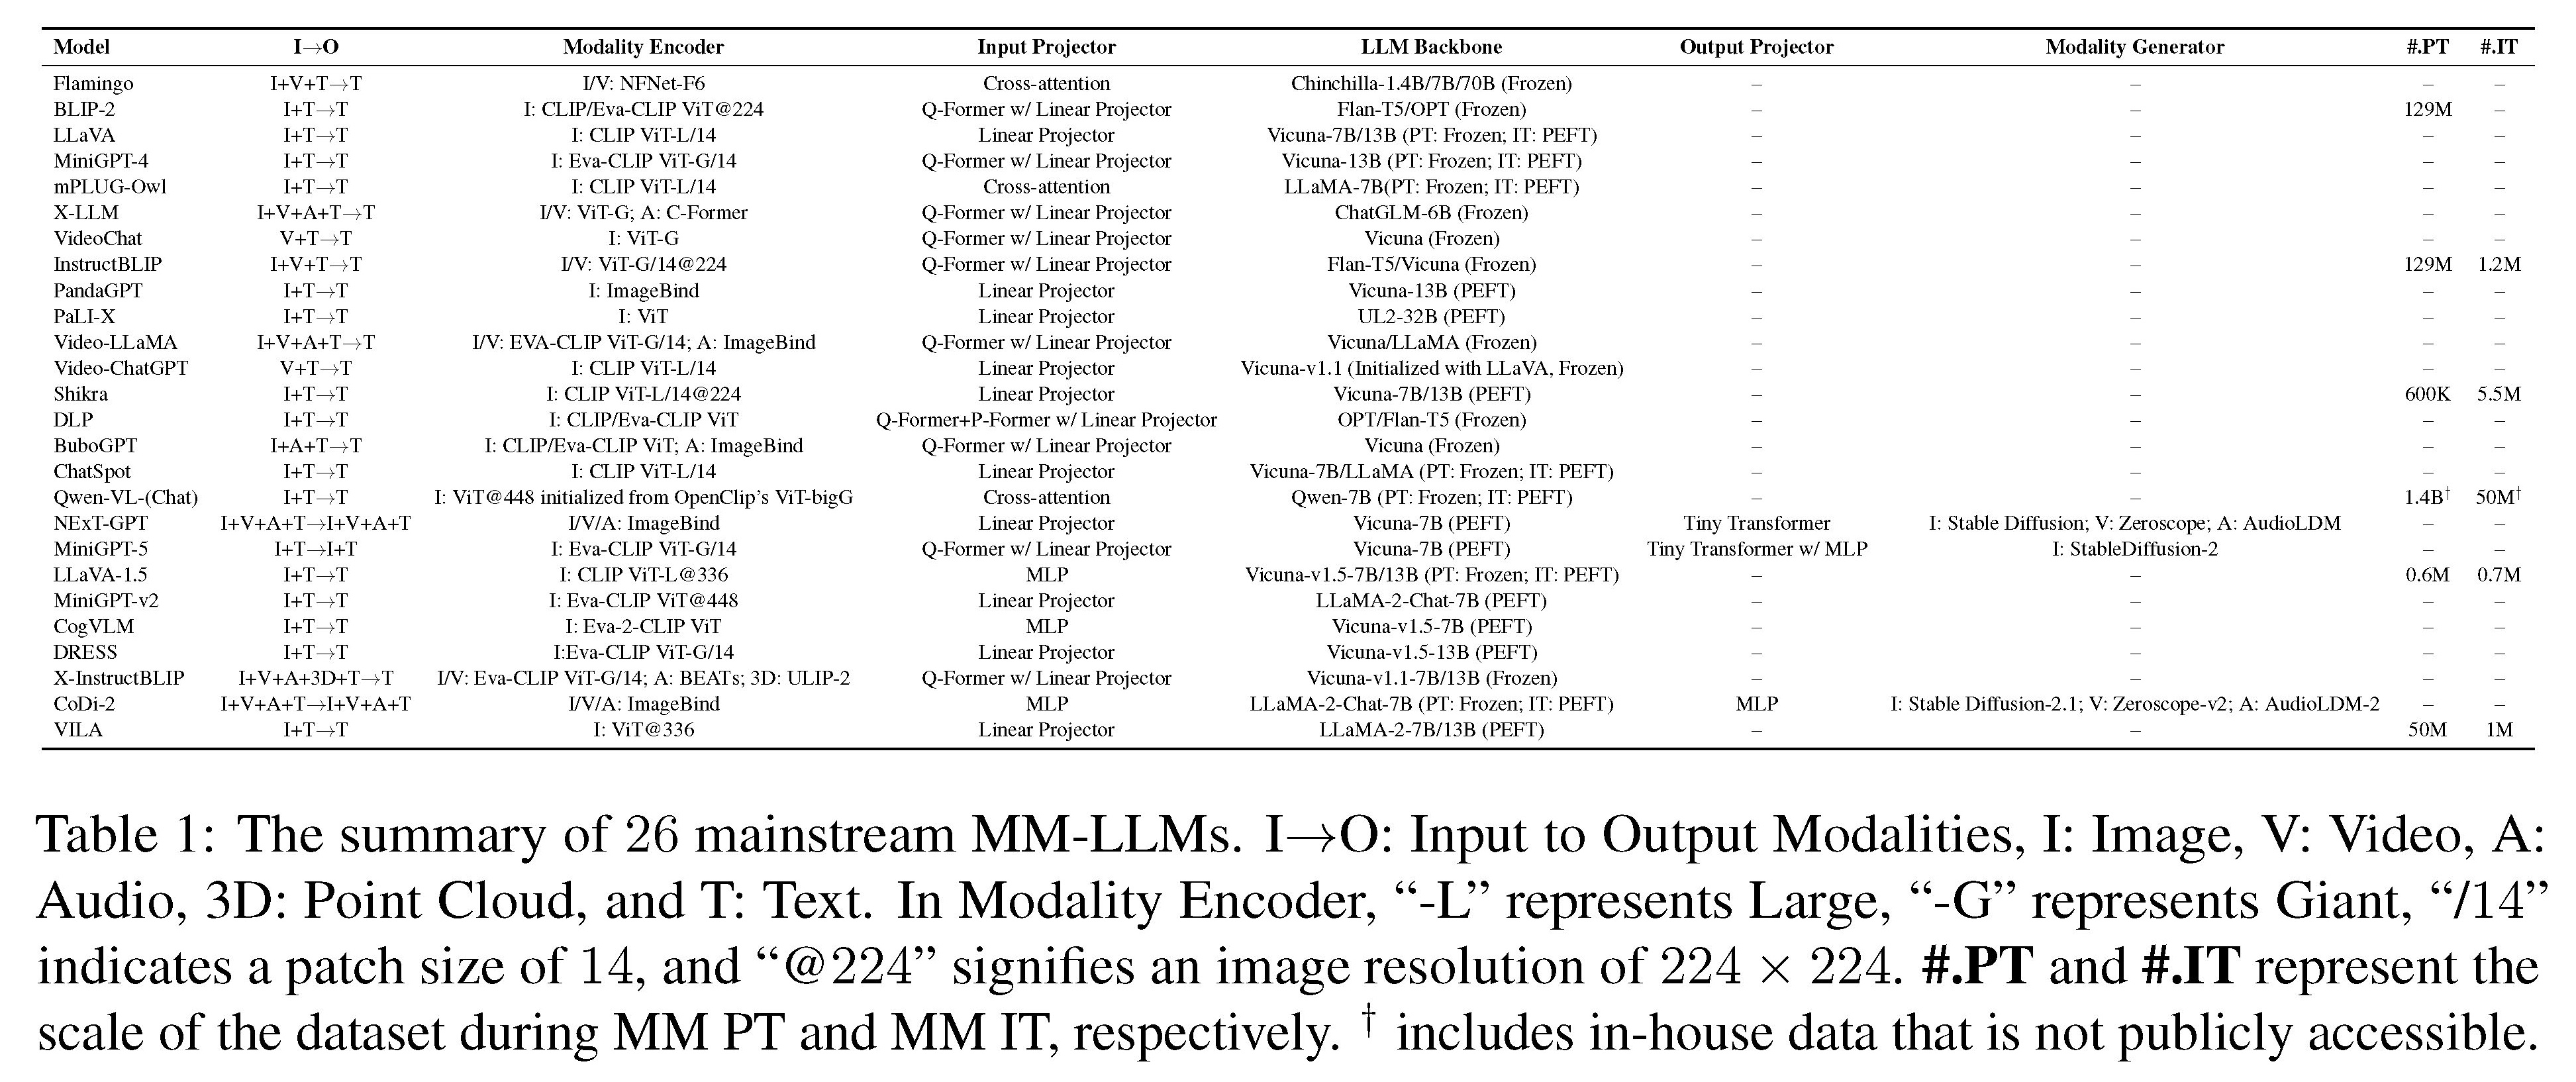 Model I→O Modality Encoder Input Projector LLM Backbone Output Projector Modality Generator #.PT #.IT
Flamingo I+V+T→T I/V: NFNet-F6 Cross-attention Chinchilla-1.4B/7B/70B (Frozen) – – – –
BLIP-2 I+T→T I: CLIP/Eva-CLIP ViT@224 Q-Former w/ Linear Projector Flan-T5/OPT (Frozen) – – 129M –
LLaVA I+T→T I: CLIP ViT-L/14 Linear Projector Vicuna-7B/13B (PT: Frozen; IT: PEFT) – – – –
MiniGPT-4 I+T→T I: Eva-CLIP ViT-G/14 Q-Former w/ Linear Projector Vicuna-13B (PT: Frozen; IT: PEFT) – – – –
mPLUG-Owl I+T→T I: CLIP ViT-L/14 Cross-attention LLaMA-7B(PT: Frozen; IT: PEFT) – – – –
X-LLM I+V+A+T→T I/V: ViT-G; A: C-Former Q-Former w/ Linear Projector ChatGLM-6B (Frozen) – – – –
VideoChat V+T→T I: ViT-G Q-Former w/ Linear Projector Vicuna (Frozen) – – – –
InstructBLIP I+V+T→T I/V: ViT-G/14@224 Q-Former w/ Linear Projector Flan-T5/Vicuna (Frozen) – – 129M 1.2M
PandaGPT I+T→T I: ImageBind Linear Projector Vicuna-13B (PEFT) – – – –
PaLI-X I+T→T I: ViT Linear Projector UL2-32B (PEFT) – – – –
Video-LLaMA I+V+A+T→T I/V: EVA-CLIP ViT-G/14; A: ImageBind Q-Former w/ Linear Projector Vicuna/LLaMA (Frozen) – – – –
Video-ChatGPT V+T→T I: CLIP ViT-L/14 Linear Projector Vicuna-v1.1 (Initialized with LLaVA, Frozen) – – – –
Shikra I+T→T I: CLIP ViT-L/14@224 Linear Projector Vicuna-7B/13B (PEFT) – – 600K 5.5M
DLP I+T→T I: CLIP/Eva-CLIP ViT Q-Former+P-Former w/ Linear Projector OPT/Flan-T5 (Frozen) – – – –
BuboGPT I+A+T→T I: CLIP/Eva-CLIP ViT; A: ImageBind Q-Former w/ Linear Projector Vicuna (Frozen) – – – –
ChatSpot I+T→T I: CLIP ViT-L/14 Linear Projector Vicuna-7B/LLaMA (PT: Frozen; IT: PEFT) – – – –
Qwen-VL-(Chat) I+T→T I: ViT@448 initialized from OpenClip's ViT-bigG Cross-attention Qwen-7B (PT: Frozen; IT: PEFT) – – 1.4B† 50M†
NExT-GPT I+V+A+T→I+V+A+T I/V/A: ImageBind Linear Projector Vicuna-7B (PEFT) Tiny Transformer I: Stable Diffusion; V: Zeroscope; A: AudioLDM – –
MiniGPT-5 I+T→I+T I: Eva-CLIP ViT-G/14 Q-Former w/ Linear Projector Vicuna-7B (PEFT) Tiny Transformer w/ MLP I: StableDiffusion-2 – –
LLaVA-1.5 I+T→T I: CLIP ViT-L@336 MLP Vicuna-v1.5-7B/13B (PT: Frozen; IT: PEFT) – – 0.6M 0.7M
MiniGPT-v2 I+T→T I: Eva-CLIP ViT@448 Linear Projector LLaMA-2-Chat-7B (PEFT) – – – –
CogVLM I+T→T I: Eva-2-CLIP ViT MLP Vicuna-v1.5-7B (PEFT) – – – –
DRESS I+T→T I:Eva-CLIP ViT-G/14 Linear Projector Vicuna-v1.5-13B (PEFT) – – – –
X-InstructBLIP I+V+A+3D+T→T I/V: Eva-CLIP ViT-G/14; A: BEATs; 3D: ULIP-2 Q-Former w/ Linear Projector Vicuna-v1.1-7B/13B (Frozen) – – – –
CoDi-2 I+V+A+T→I+V+A+T I/V/A: ImageBind MLP LLaMA-2-Chat-7B (PT: Frozen; IT: PEFT) MLP I: Stable Diffusion-2.1; V: Zeroscope-v2; A: AudioLDM-2 – –
VILA I+T→T I: ViT@336 Linear Projector LLaMA-2-7B/13B (PEFT) – – 50M 1M
Table 1: The summary of 26 mainstream MM-LLMs. I→O: Input to Output Modalities, I: Image, V: Video, A:
Audio, 3D: Point Cloud, and T: Text. In Modality Encoder, “-L” represents Large, “-G” represents Giant, “/14”
indicates a patch size of 14, and “@224” signifies an image resolution of 224 × 224. #.PT and #.IT represent the
scale of the dataset during MM PT and MM IT, respectively. † includes in-house data that is not publicly accessible.